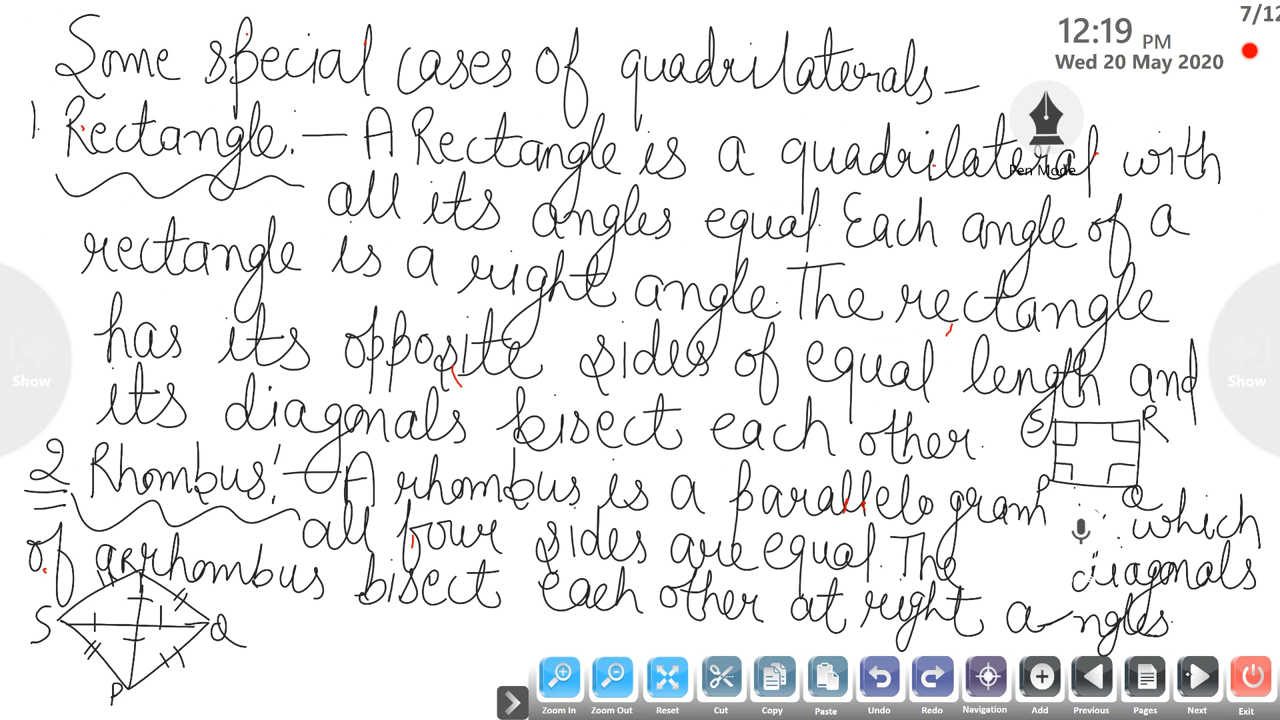 7/12
12:19 PM
Wed 20 May 2020
Some special cases of quadrilaterals –
1. Rectangle:– A Rectangle is a quadrilateral with
Pen Mode
all its angles equal. Each angle of a
rectangle is a right angle. The rectangle
has its opposite sides of equal length and
its diagonals bisect each other.
Show
Show
S R
P Q
2 Rhombus:– A rhombus is a parallelogram which
all four sides are equal. The diagonals
of a rhombus bisect each other at right angles.
R
S Q
P
Zoom In Zoom Out Reset Cut Copy Paste Undo Redo Navigation Add Previous Pages Next Exit